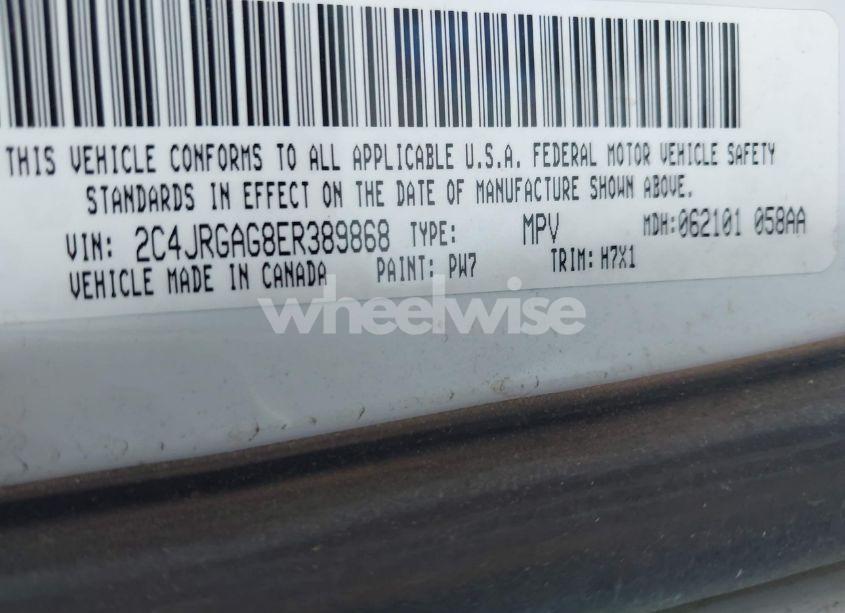 THIS VEHICLE CONFORMS TO ALL APPLICABLE U.S.A. FEDERAL MOTOR VEHICLE SAFETY
STANDARDS IN EFFECT ON THE DATE OF MANUFACTURE SHOWN ABOVE.
VIN: 2C4JRGAG8ER389868 TYPE: MPV MDH:062101 058AA
VEHICLE MADE IN CANADA PAINT: PW7 TRIM: H7X1
wheelwise